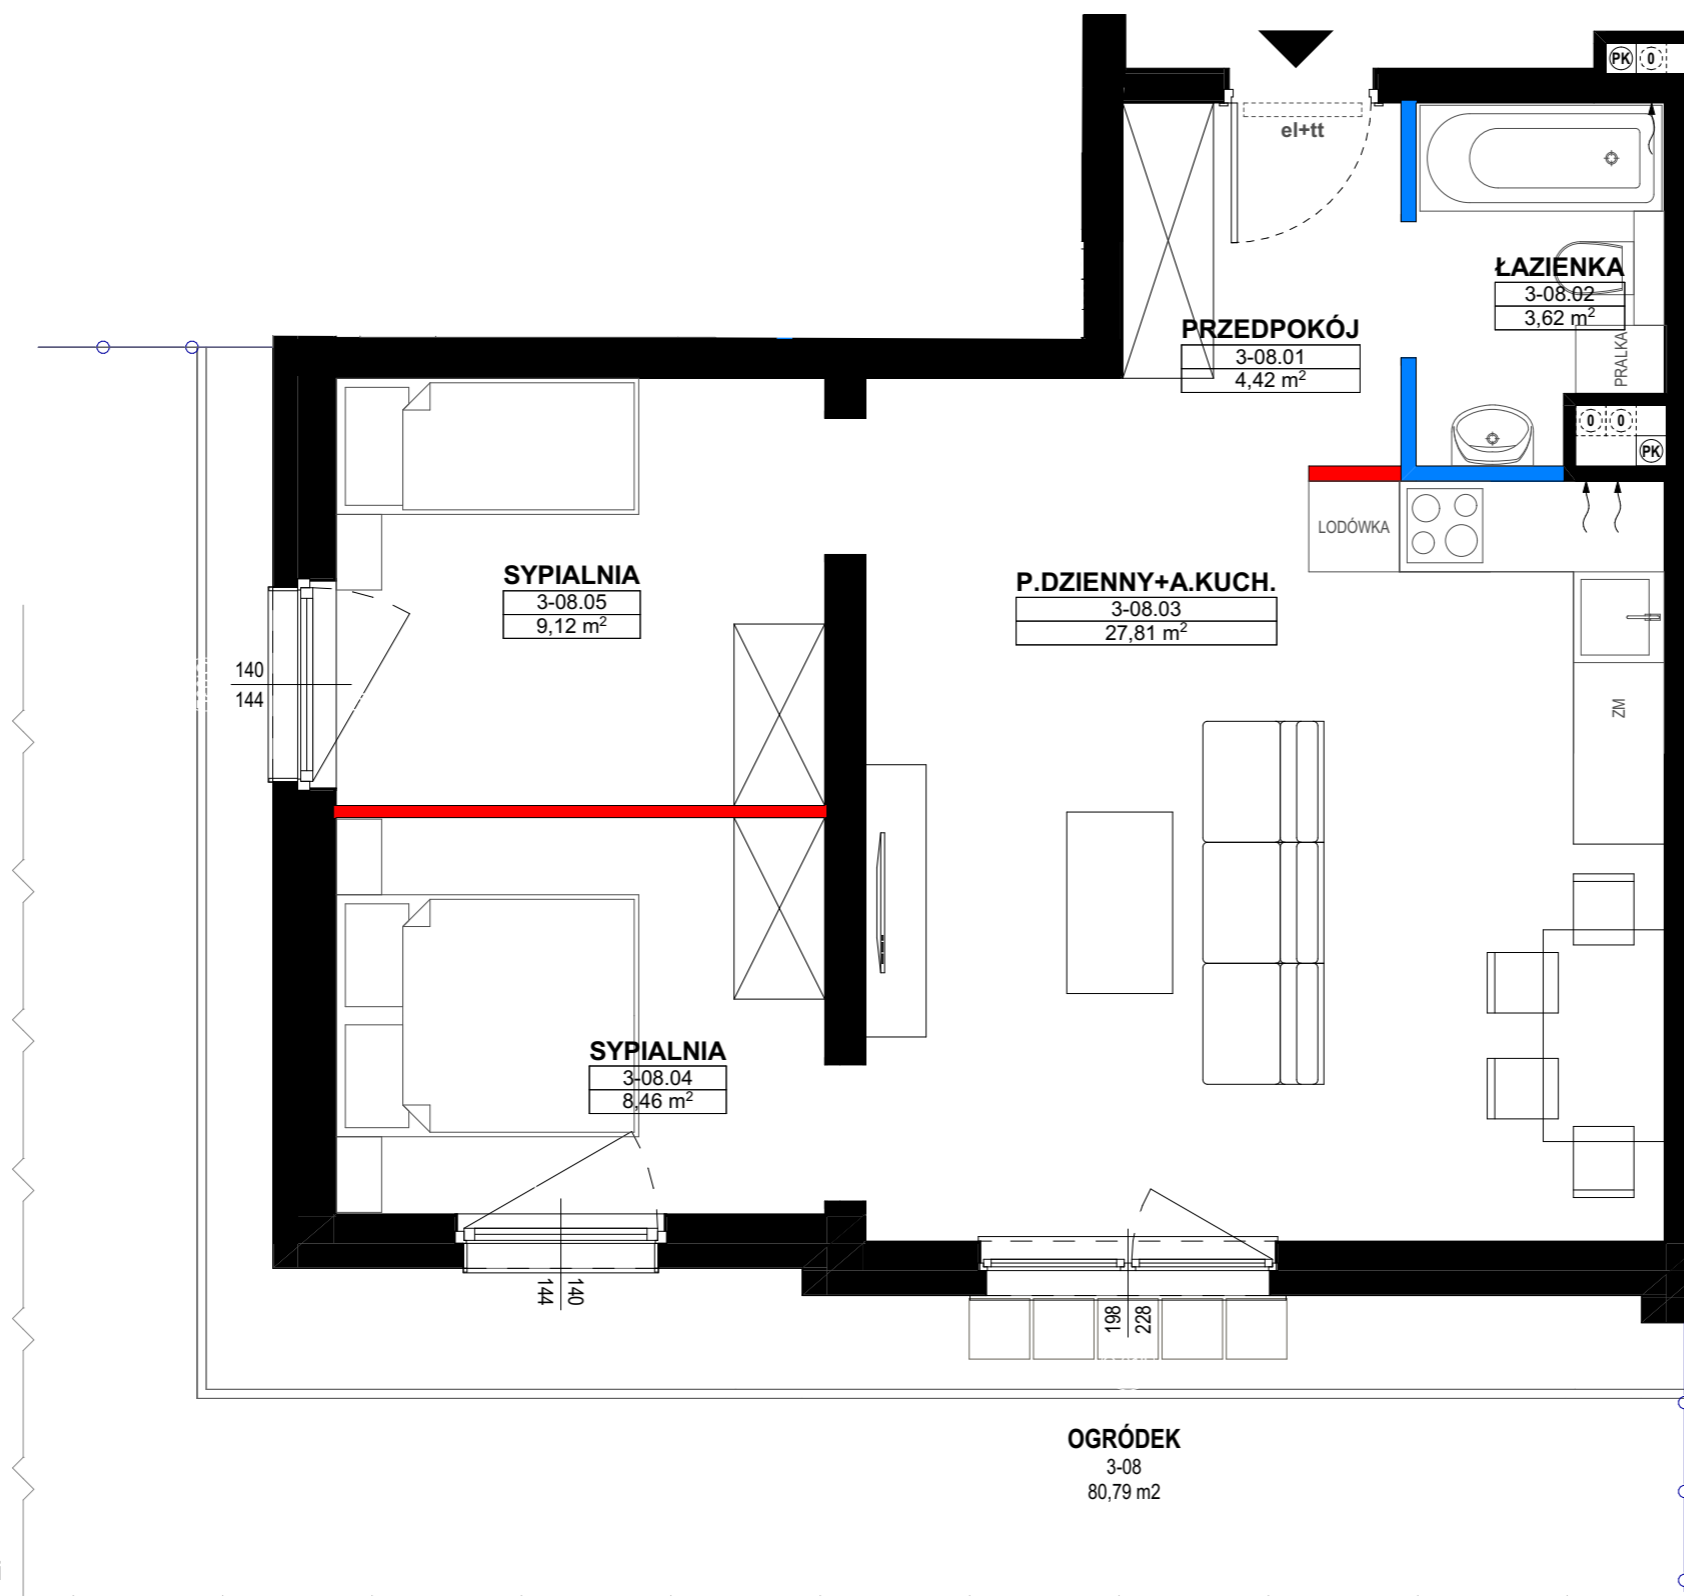 PK 0
el+tt
ŁAZIENKA
3-08.02
3,62 m²
PRZEDPOKÓJ
3-08.01
4,42 m²
PRALKA
0 0
PK
LODÓWKA
SYPIALNIA
3-08.05
9,12 m²
P.DZIENNY+A.KUCH.
3-08.03
27,81 m²
140
144
ZM
SYPIALNIA
3-08.04
8,46 m²
144
140
198
228
OGRÓDEK
3-08
80,79 m2